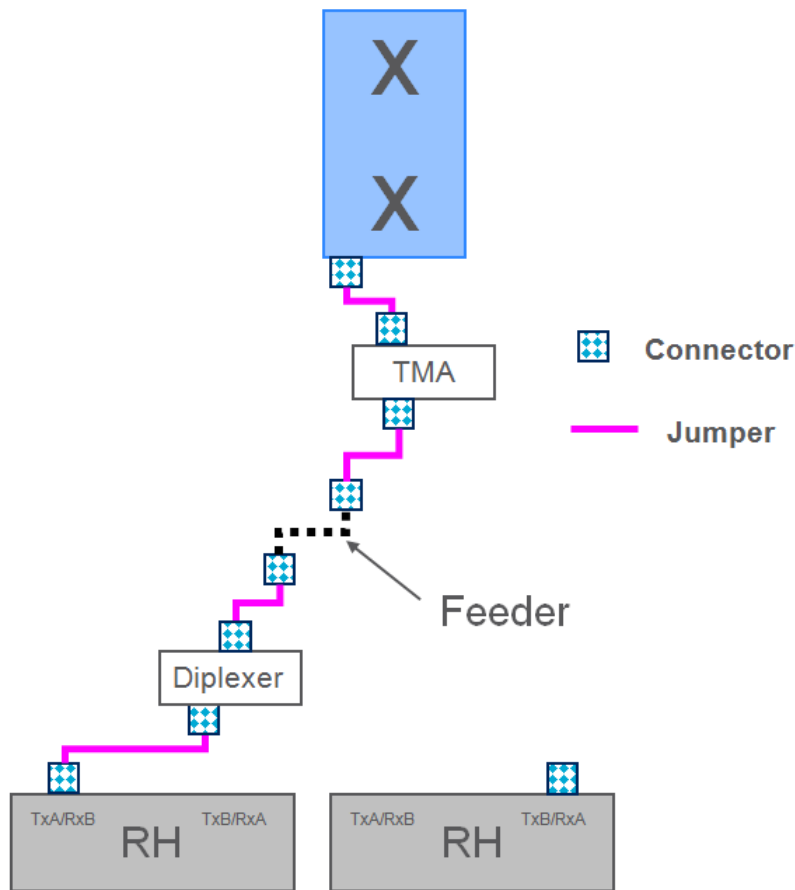 X
X
TMA
Connector
Jumper
Feeder
Diplexer
TxA/RxB TxB/RxA
RH
TxA/RxB TxB/RxA
RH